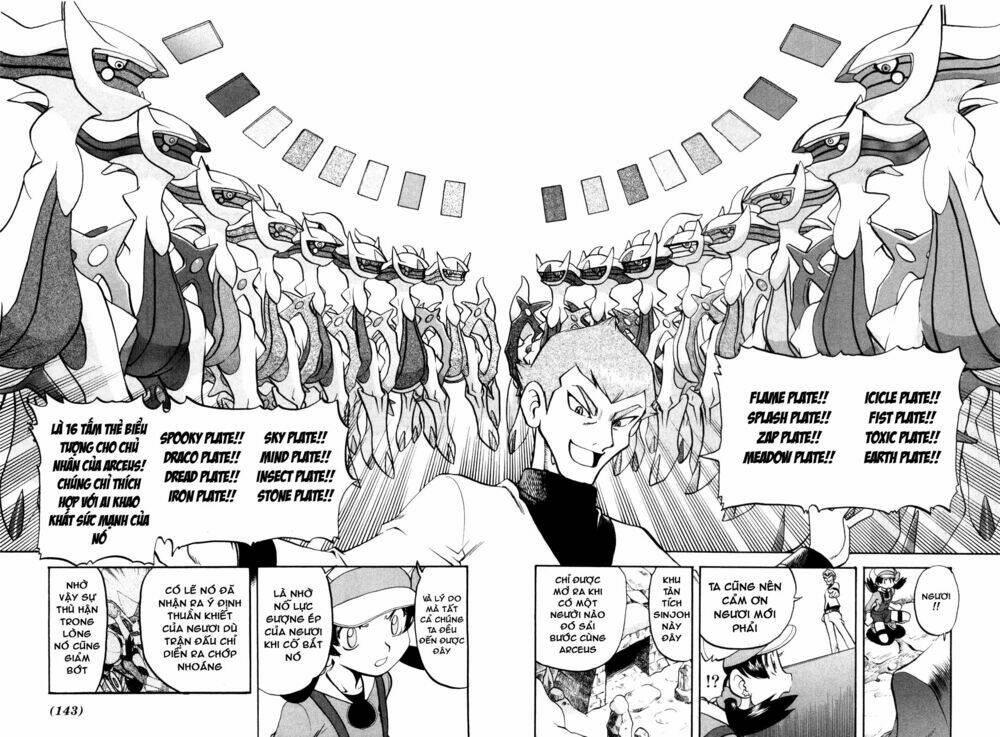 FLAME PLATE!!
SPLASH PLATE!!
ZAP PLATE!!
MEADOW PLATE!!
ICICLE PLATE!!
FIST PLATE!!
TOXIC PLATE!!
EARTH PLATE!!
SKY PLATE!!
MIND PLATE!!
INSECT PLATE!!
STONE PLATE!!
SPOOKY PLATE!!
DRACO PLATE!!
DREAD PLATE!!
IRON PLATE!!
LÀ 16 TẤM THẺ BIỂU
TƯỢNG CHO CHỦ
NHÂN CỦA ARCEUS!
CHÚNG CHỈ THÍCH
HỢP VỚI AI KHAO
KHÁT SỨC MẠNH CỦA
NÓ
NGƯƠI
!!
TA CŨNG NÊN
CẢM ƠN
NGƯƠI MỚI
PHẢI
!?
KHU
TÀN
TÍCH
SINJOH
NÀY
ĐÂY
CHỈ ĐƯỢC
MỞ RA KHI
CÓ MỘT
NGƯỜI NÀO
ĐÓ SẢI
BƯỚC CÙNG
ARCEUS
VÀ LÝ DO
MÀ TẤT
CẢ CHÚNG
TA ĐỀU
ĐẾN ĐƯỢC
ĐÂY
LÀ NHỜ
NỔ LỰC
GƯỢNG ÉP
CỦA NGƯƠI
KHI CỐ BẮT
NÓ
CÓ LẼ NÓ ĐÃ
NHẬN RA Ý ĐỊNH
THUẦN KHIẾT
CỦA NGƯƠI DÙ
TRẬN ĐẤU CHỈ
DIỄN RA CHỚP
NHOÁNG
NHỜ
VẬY SỰ
THÙ HẬN
TRONG
LÒNG
NÓ CŨNG
GIẢM
BỚT
(143)